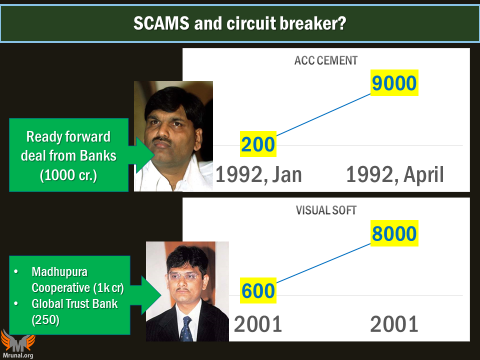 SCAMS and circuit breaker?
ACC CEMENT
9000
200
1992, Jan
1992, April
Ready forward
deal from Banks
(1000 cr.)
VISUAL SOFT
8000
600
2001
2001
• Madhupura
Cooperative (1k cr)
• Global Trust Bank
(250)
M
Mrunal.org